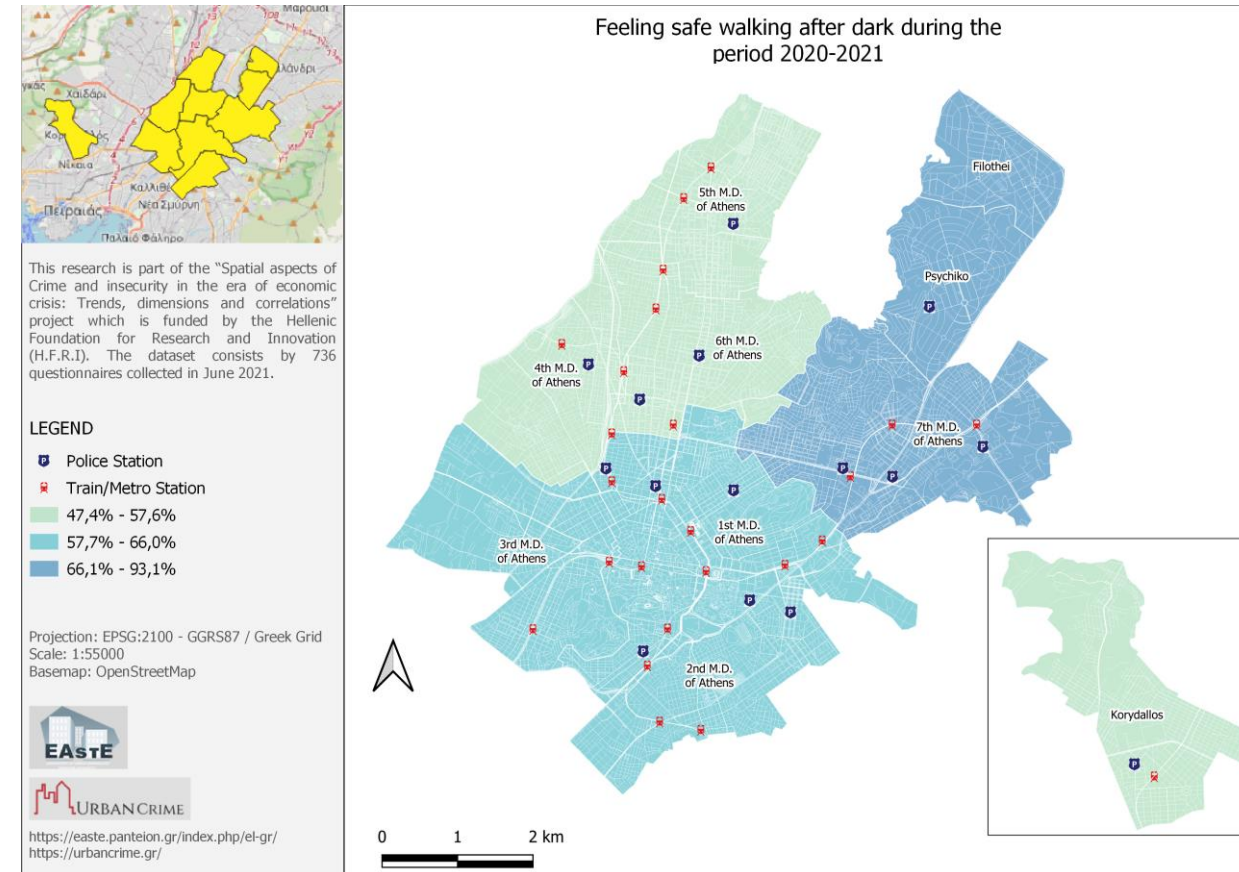 Feeling safe walking after dark during the
period 2020-2021
Μαρούσι
Χαϊδάρι
Νίκαια
Πειραιάς
Νέα Σμύρνη
Παλαιό Φάληρο
This research is part of the “Spatial aspects of
Crime and insecurity in the era of economic
crisis: Trends, dimensions and correlations”
project which is funded by the Hellenic
Foundation for Research and Innovation
(H.F.R.I). The dataset consists by 736
questionnaires collected in June 2021.
LEGEND
P Police Station
Train/Metro Station
47,4% - 57,6%
57,7% - 66,0%
66,1% - 93,1%
Projection: EPSG:2100 - GGRS87 / Greek Grid
Scale: 1:55000
Basemap: OpenStreetMap
EAstE
URBAN CRIME
https://easte.panteion.gr/index.php/el-gr/
https://urbancrime.gr/
Filothei
5th M.D.
of Athens
Psychiko
6th M.D.
of Athens
4th M.D.
of Athens
7th M.D.
of Athens
1st M.D.
of Athens
3rd M.D.
of Athens
2nd M.D.
of Athens
Korydallos
0 1 2 km